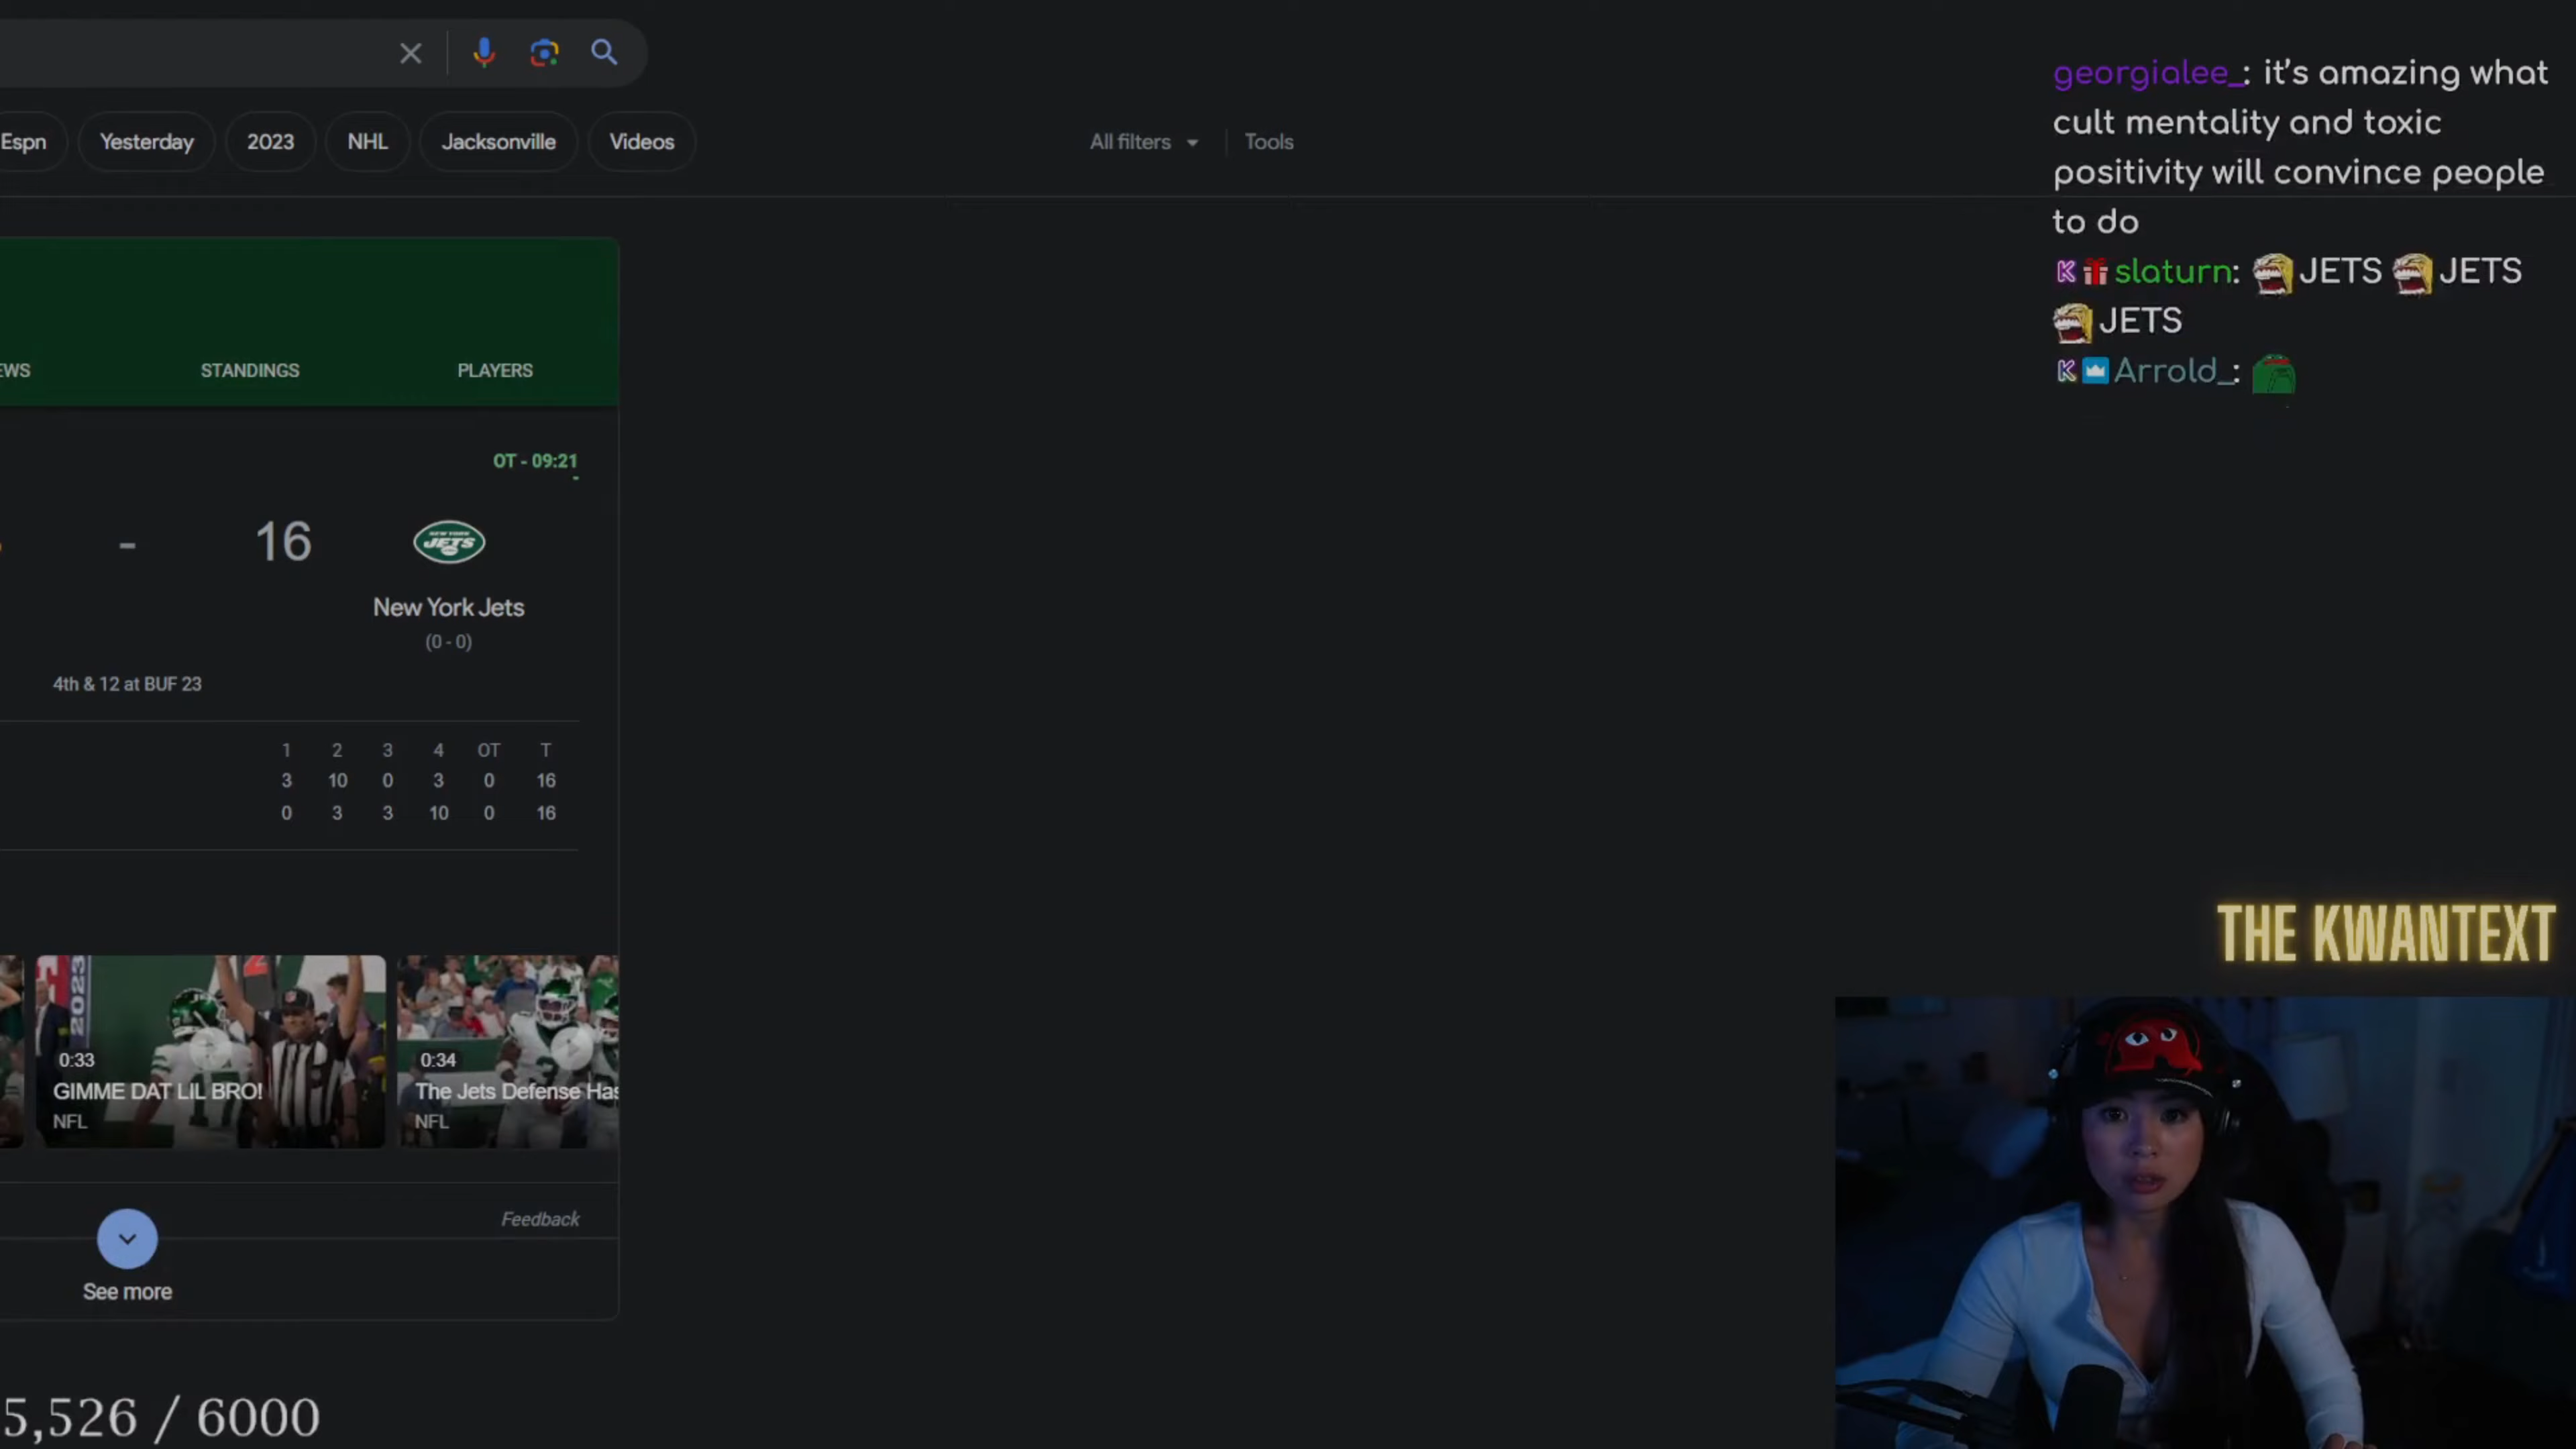 Espn
Yesterday
2023
NHL
Jacksonville
Videos
All filters
Tools
georgialee_: it's amazing what
cult mentality and toxic
positivity will convince people
to do
K slaturn: JETS JETS
JETS
K Arrold_:
EWS
STANDINGS
PLAYERS
OT - 09:21
-
- 16
NEW YORK
JETS
New York Jets
(0 - 0)
4th & 12 at BUF 23
1 2 3 4 OT T
3 10 0 3 0 16
0 3 3 10 0 16
THE KWANTEXT
2023
0:33
GIMME DAT LIL BRO!
NFL
0:34
The Jets Defense Has
NFL
Feedback
See more
5,526 / 6000